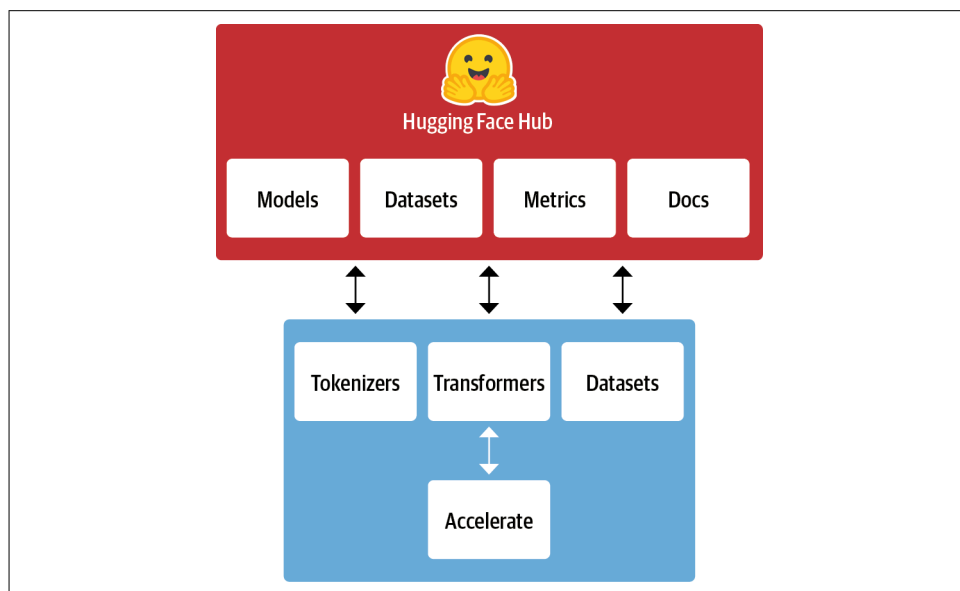 Hugging Face Hub
Models
Datasets
Metrics
Docs
Tokenizers
Transformers
Datasets
Accelerate